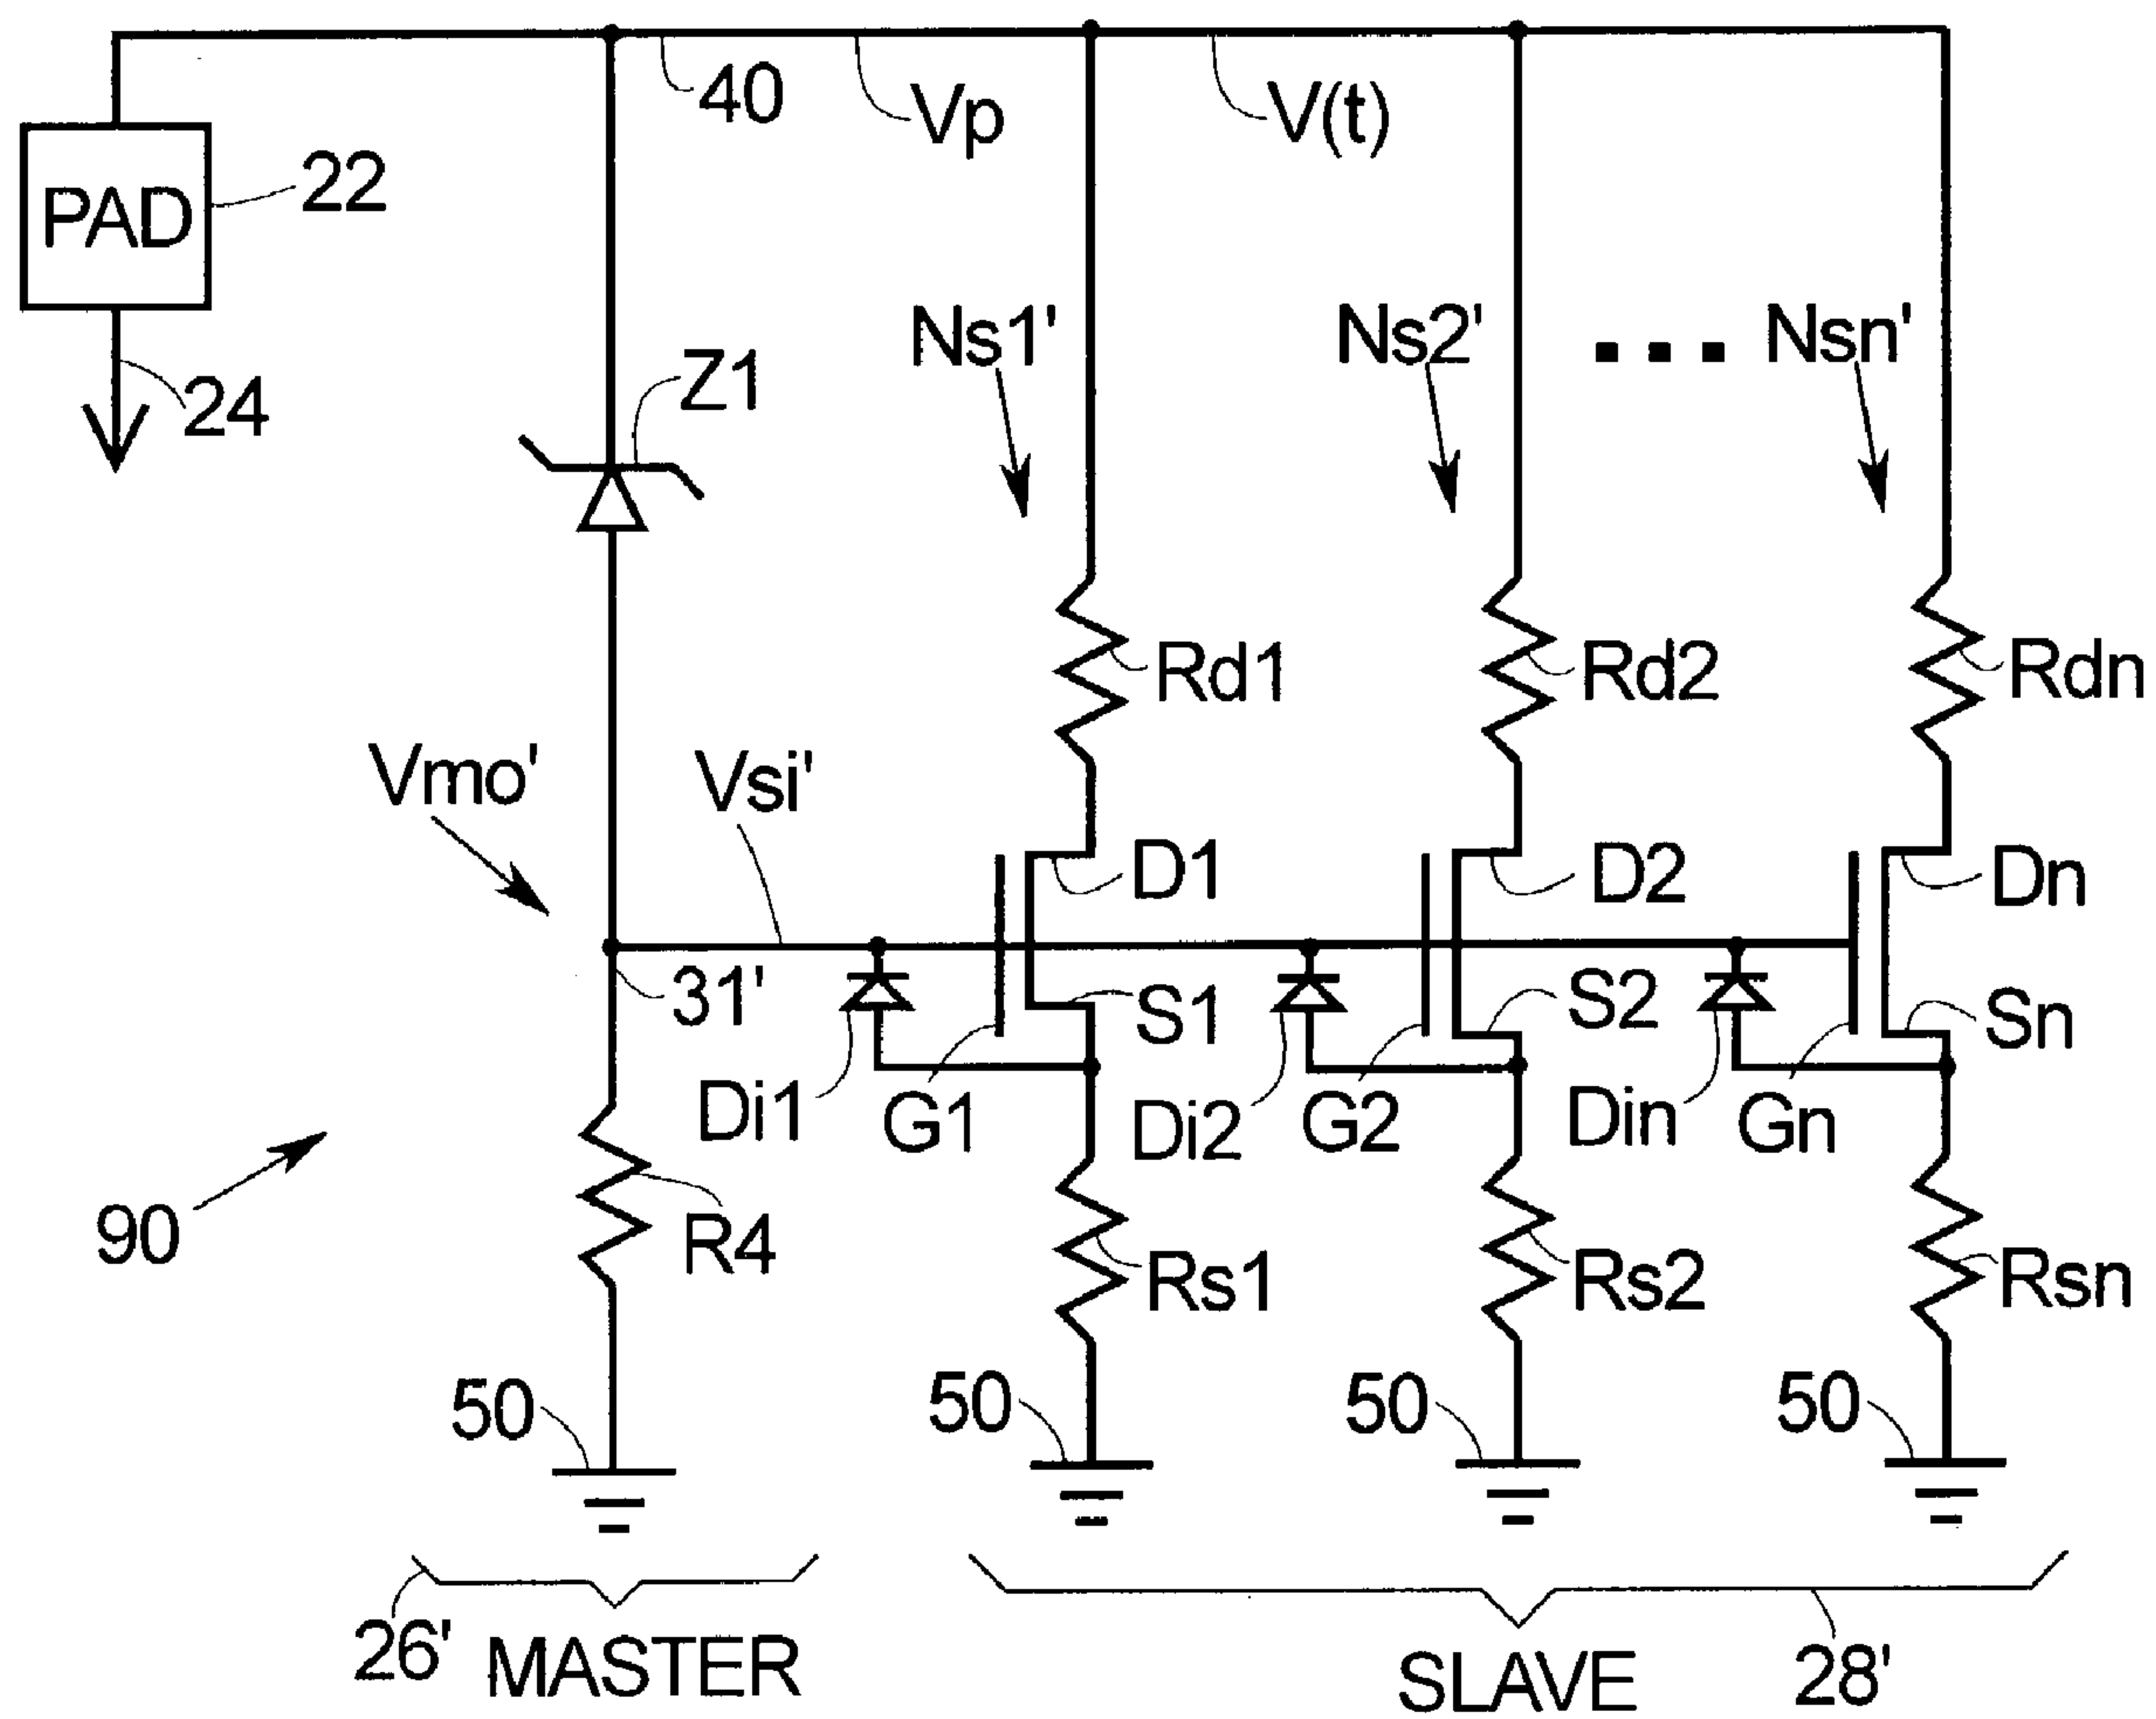 40
Vp
V(t)
PAD
22
24
Z1
Ns1'
Ns2'
Nsn'
Rd1
Rd2
Rdn
Vmo'
Vsi'
D1
D2
Dn
31'
S1
S2
Sn
Di1
G1
Di2
G2
Din
Gn
90
R4
Rs1
Rs2
Rsn
50
50
50
50
26'
MASTER
SLAVE
28'